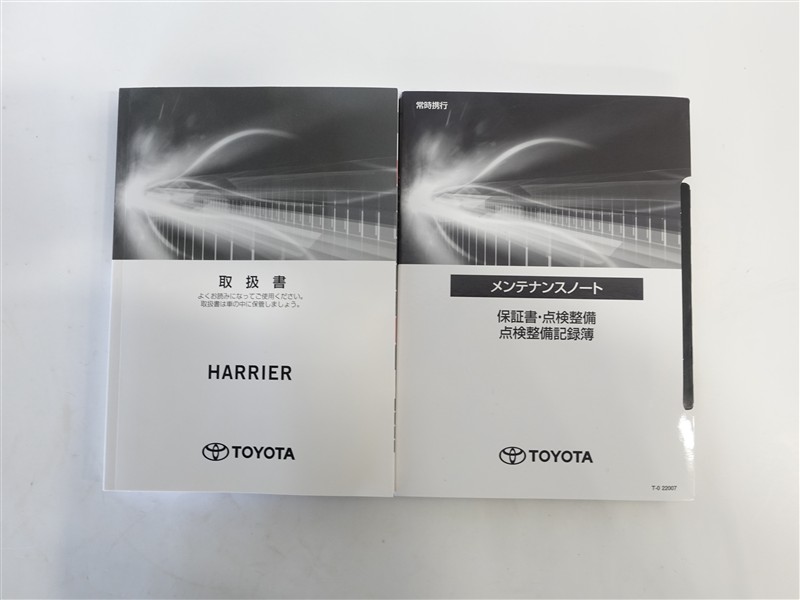 取扱書
よくお読みになってご使用ください。
取扱書は車の中に保管しましょう。
HARRIER
TOYOTA
常時携行
メンテナンスノート
保証書・点検整備
点検整備記録簿
TOYOTA
T-0 22007